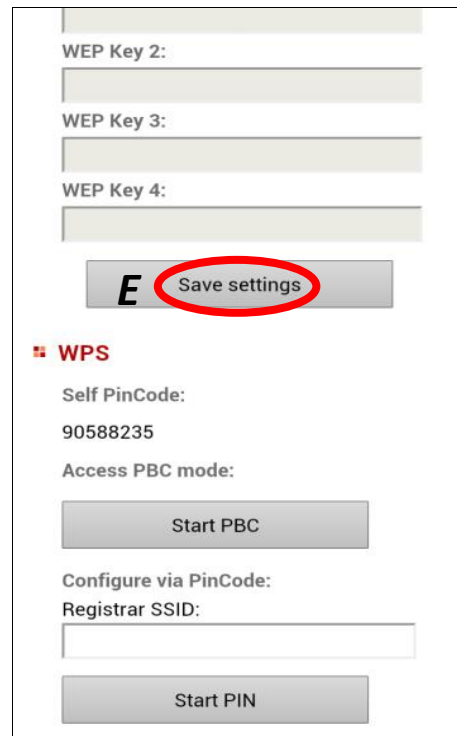 WEP Key 2:
WEP Key 3:
WEP Key 4:
E Save settings
WPS
Self PinCode:
90588235
Access PBC mode:
Start PBC
Configure via PinCode:
Registrar SSID:
Start PIN